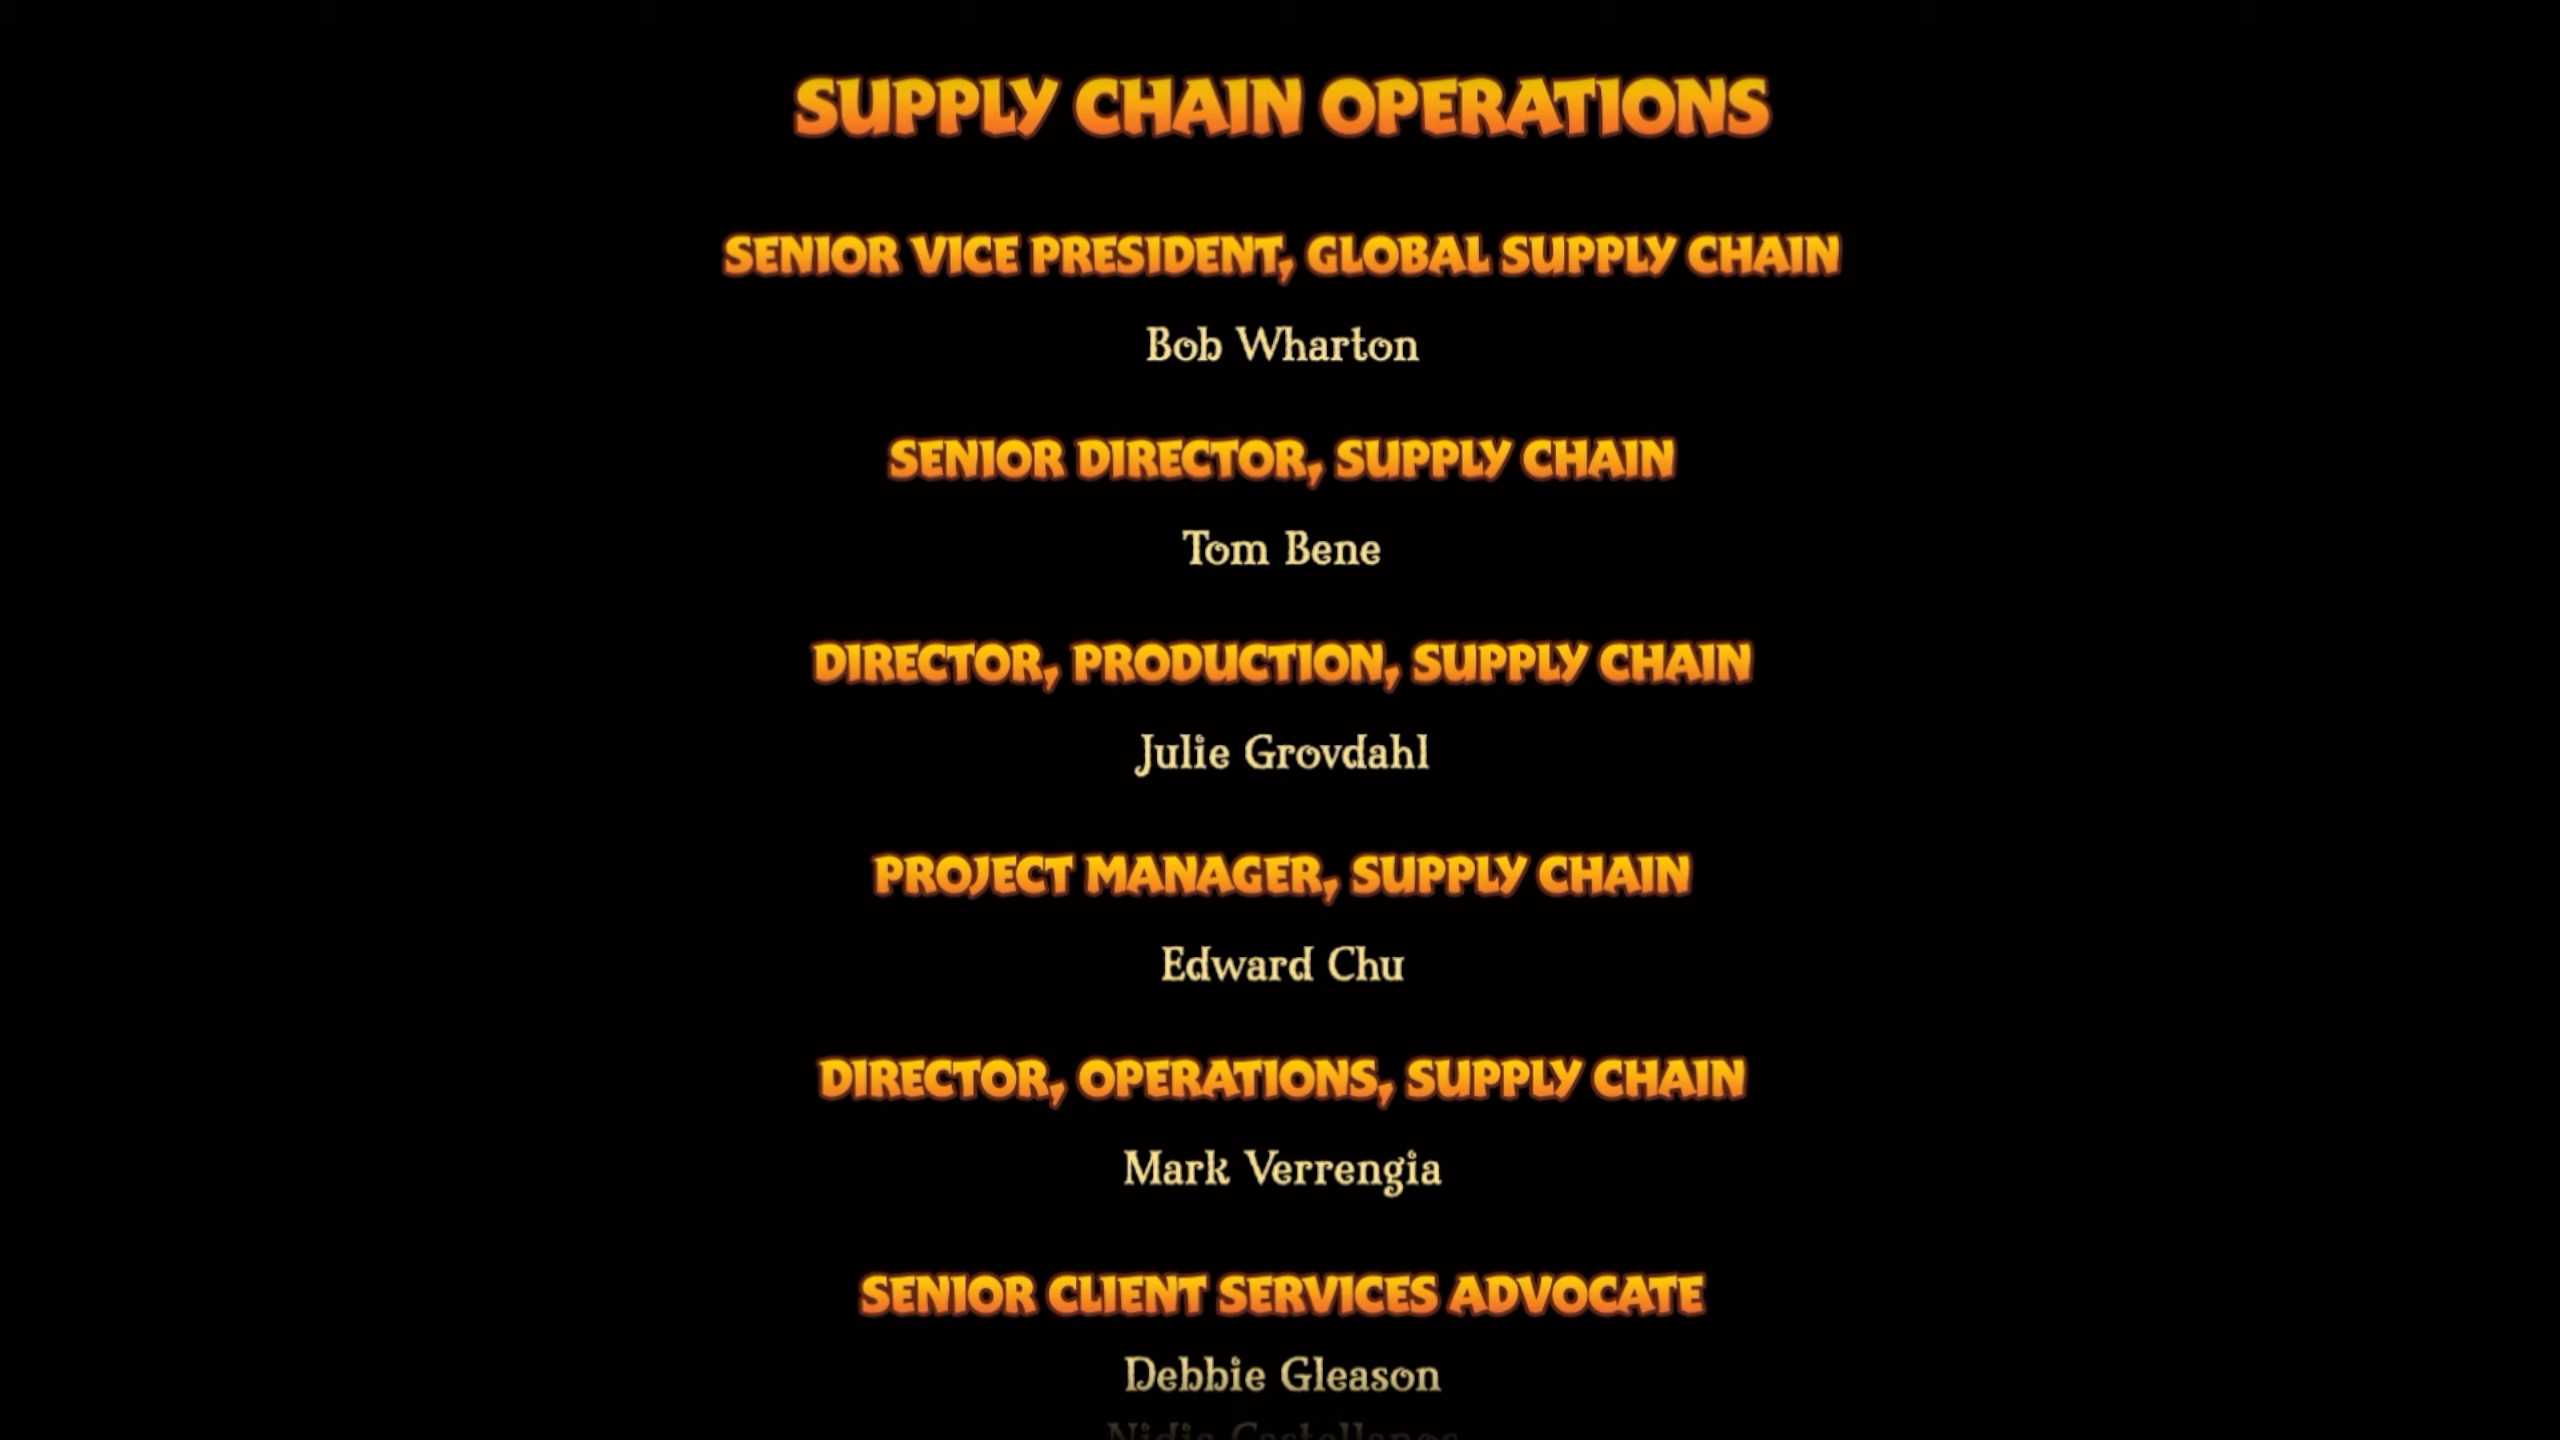 SUPPLY CHAIN OPERATIONS
SENIOR VICE PRESIDENT, GLOBAL SUPPLY CHAIN
Bob Wharton
SENIOR DIRECTOR, SUPPLY CHAIN
Tom Bene
DIRECTOR, PRODUCTION, SUPPLY CHAIN
Julie Grovdahl
PROJECT MANAGER, SUPPLY CHAIN
Edward Chu
DIRECTOR, OPERATIONS, SUPPLY CHAIN
Mark Verrengia
SENIOR CLIENT SERVICES ADVOCATE
Debbie Gleason
Nidia Castellanos